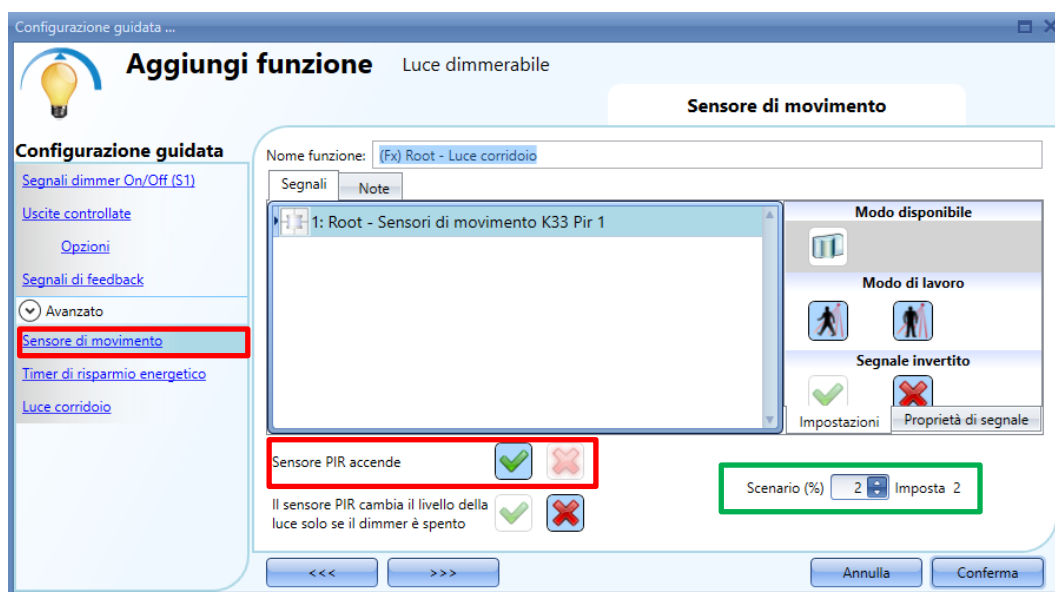 Configurazione guidata ...
Aggiungi funzione Luce dimmerabile
Sensore di movimento
Configurazione guidata
Segnali dimmer On/Off (S1)
Uscite controllate
Opzioni
Segnali di feedback
Avanzato
Sensore di movimento
Timer di risparmio energetico
Luce corridoio
Nome funzione: (Fx) Root - Luce corridoio
Segnali Note
1: Root - Sensori di movimento K33 Pir 1
Modo disponibile
Modo di lavoro
Segnale invertito
Impostazioni Proprietà di segnale
Sensore PIR accende
Il sensore PIR cambia il livello della
luce solo se il dimmer è spento
Scenario (%) 2 Imposta 2
<<< >>> Annulla Conferma